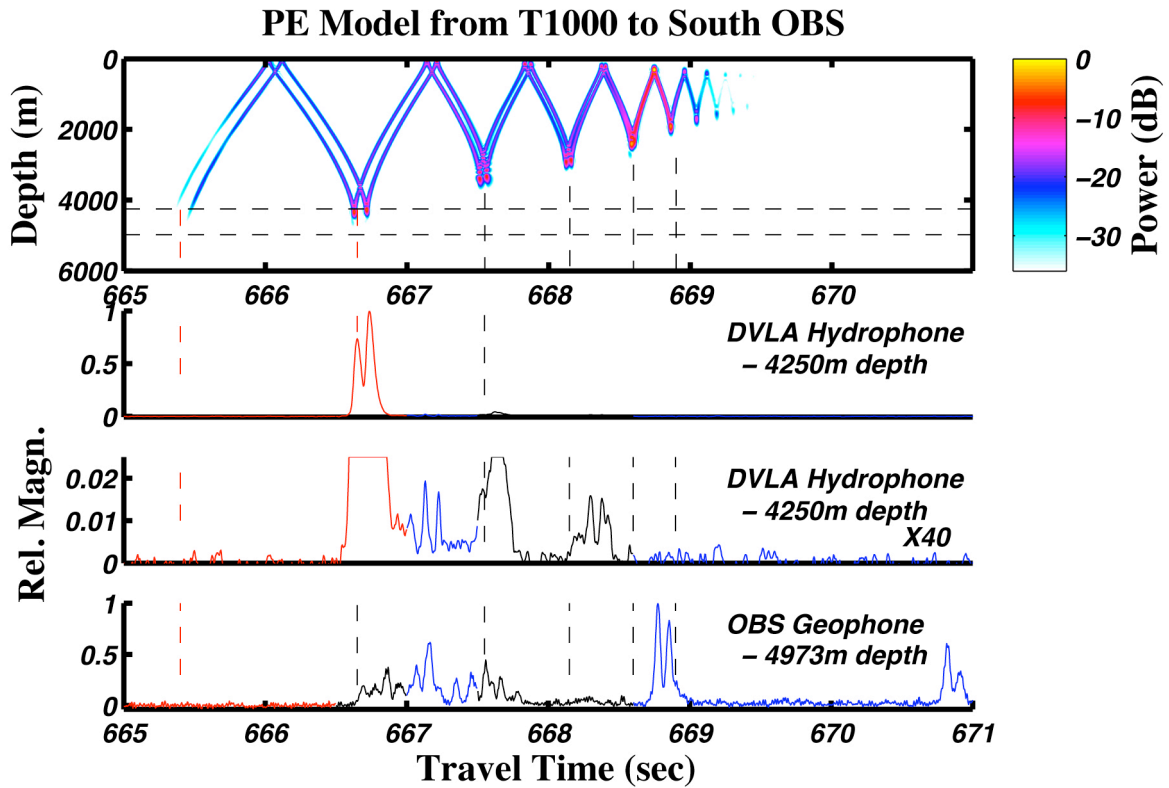 PE Model from T1000 to South OBS
Depth (m)
0
2000
4000
6000
665
666
667
668
669
670
0
−10
−20
−30
Power (dB)
Rel. Magn.
1
0.5
0
DVLA Hydrophone
− 4250m depth
0.02
0.01
0
DVLA Hydrophone
− 4250m depth
X40
1
0.5
0
OBS Geophone
− 4973m depth
665
666
667
668
669
670
671
Travel Time (sec)